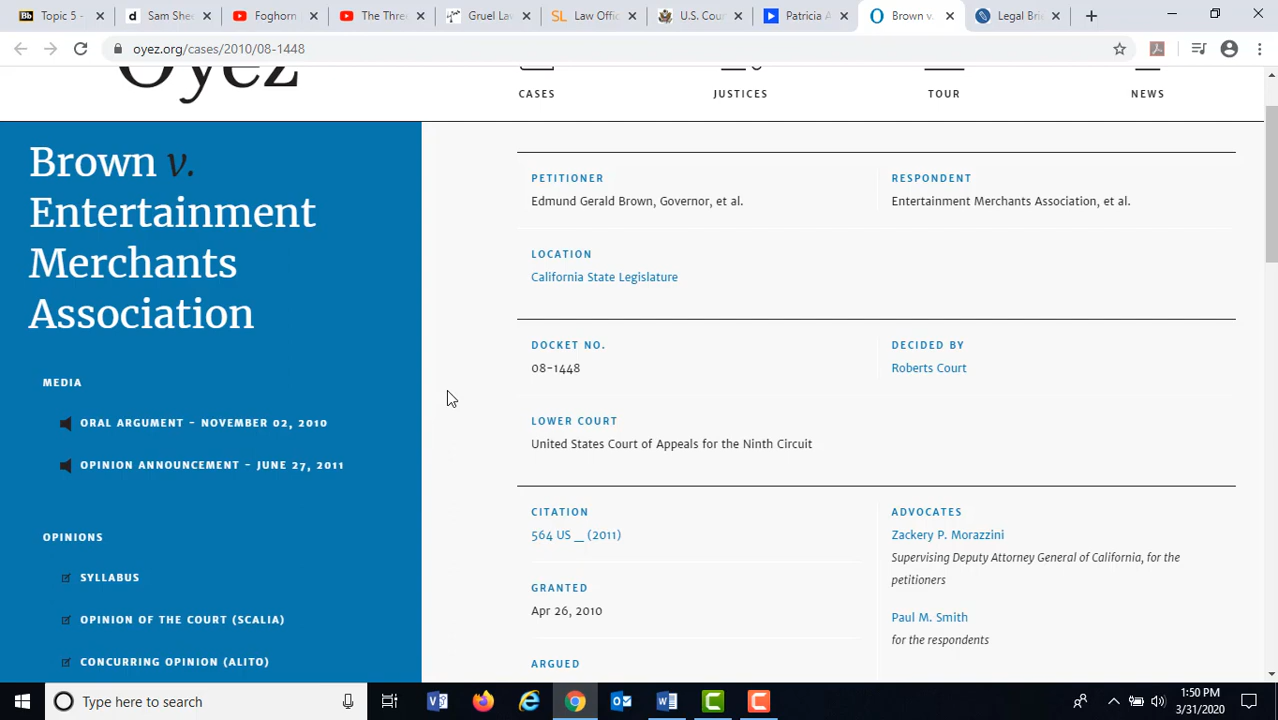 Topic 5 -
Sam Shee
Foghorn
The Three
Gruel Law
Law Offic
U.S. Cour
Patricia A
Brown v.
Legal Brie
oyez.org/cases/2010/08-1448
Oyez
CASES
JUSTICES
TOUR
NEWS
Brown v.
Entertainment
Merchants
Association
MEDIA
ORAL ARGUMENT - NOVEMBER 02, 2010
OPINION ANNOUNCEMENT - JUNE 27, 2011
OPINIONS
SYLLABUS
OPINION OF THE COURT (SCALIA)
CONCURRING OPINION (ALITO)
PETITIONER
Edmund Gerald Brown, Governor, et al.
RESPONDENT
Entertainment Merchants Association, et al.
LOCATION
California State Legislature
DOCKET NO.
08-1448
DECIDED BY
Roberts Court
LOWER COURT
United States Court of Appeals for the Ninth Circuit
CITATION
564 US _ (2011)
GRANTED
Apr 26, 2010
ARGUED
ADVOCATES
Zackery P. Morazzini
Supervising Deputy Attorney General of California, for the
petitioners
Paul M. Smith
for the respondents
Type here to search
1:50 PM
3/31/2020